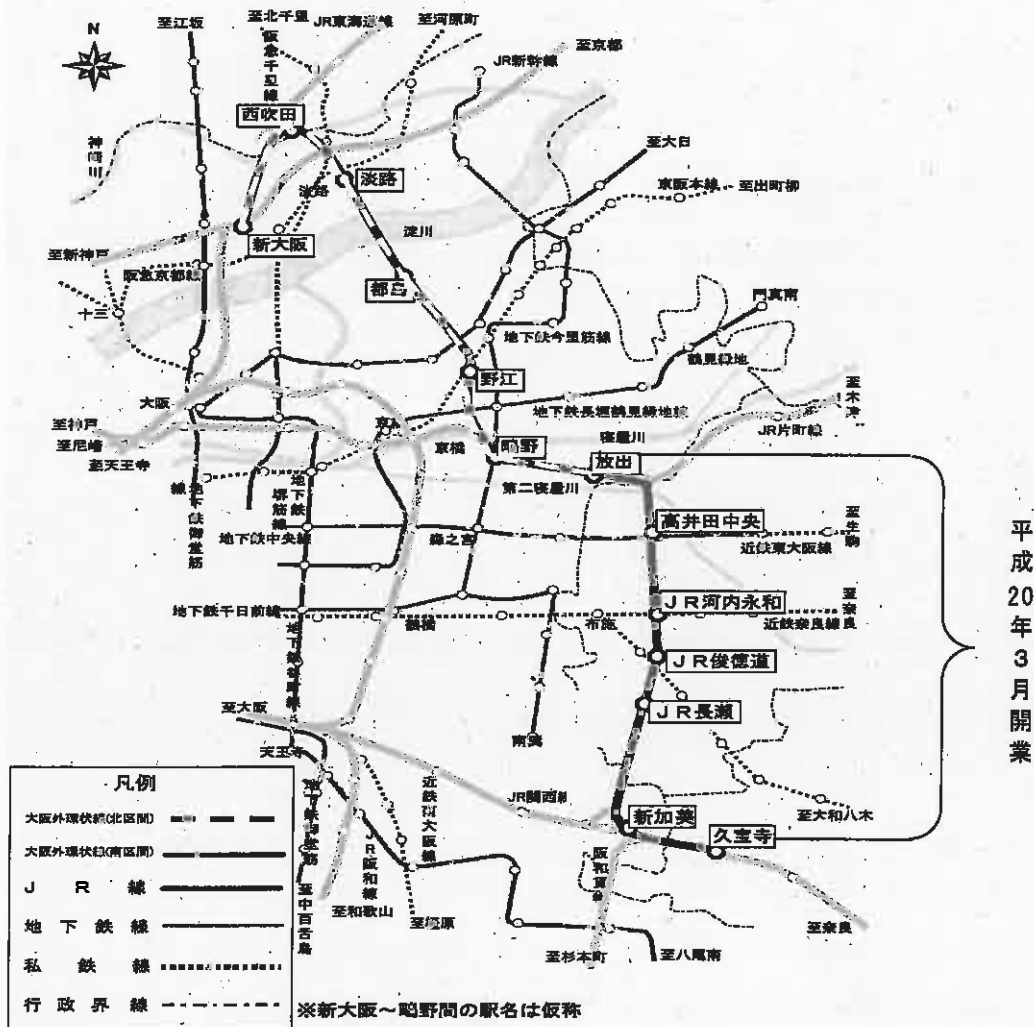 N
至江坂
至北千里
JR東海道線
至河原町
至京都
阪急千里線
JR新幹線
西吹田
神崎川
至大日
淡路
淡路
京阪本線
至出町柳
淀川
新大阪
至新神戸
阪急京都線
都島
十三
門真南
地下鉄今里筋線
鶴見緑地
野江
大阪
地下鉄長堀鶴見緑地線
至神戸
至尼崎
至天王寺
京橋
京橋
鴫野
寝屋川
JR片町線
放出
第二寝屋川
地下鉄御堂筋線
地下鉄堺筋線
高井田中央
至生駒
地下鉄中央線
森之宮
近鉄東大阪線
平成20年3月開業
JR河内永和
至奈良
地下鉄千日前線
鶴橋
布施
近鉄奈良線
JR俊徳道
至大阪
JR長瀬
南巽
天王寺
JR関西線
新加美
至大和八木
久宝寺
近鉄南大阪線
JR阪和線
阪和貨物
至中百舌鳥
至和歌山
至橿原
至奈良
至杉本町
至八尾南
凡例
大阪外環状線(北区間)
大阪外環状線(南区間)
JR線
地下鉄線
私鉄線
行政界線
※新大阪～鴫野間の駅名は仮称